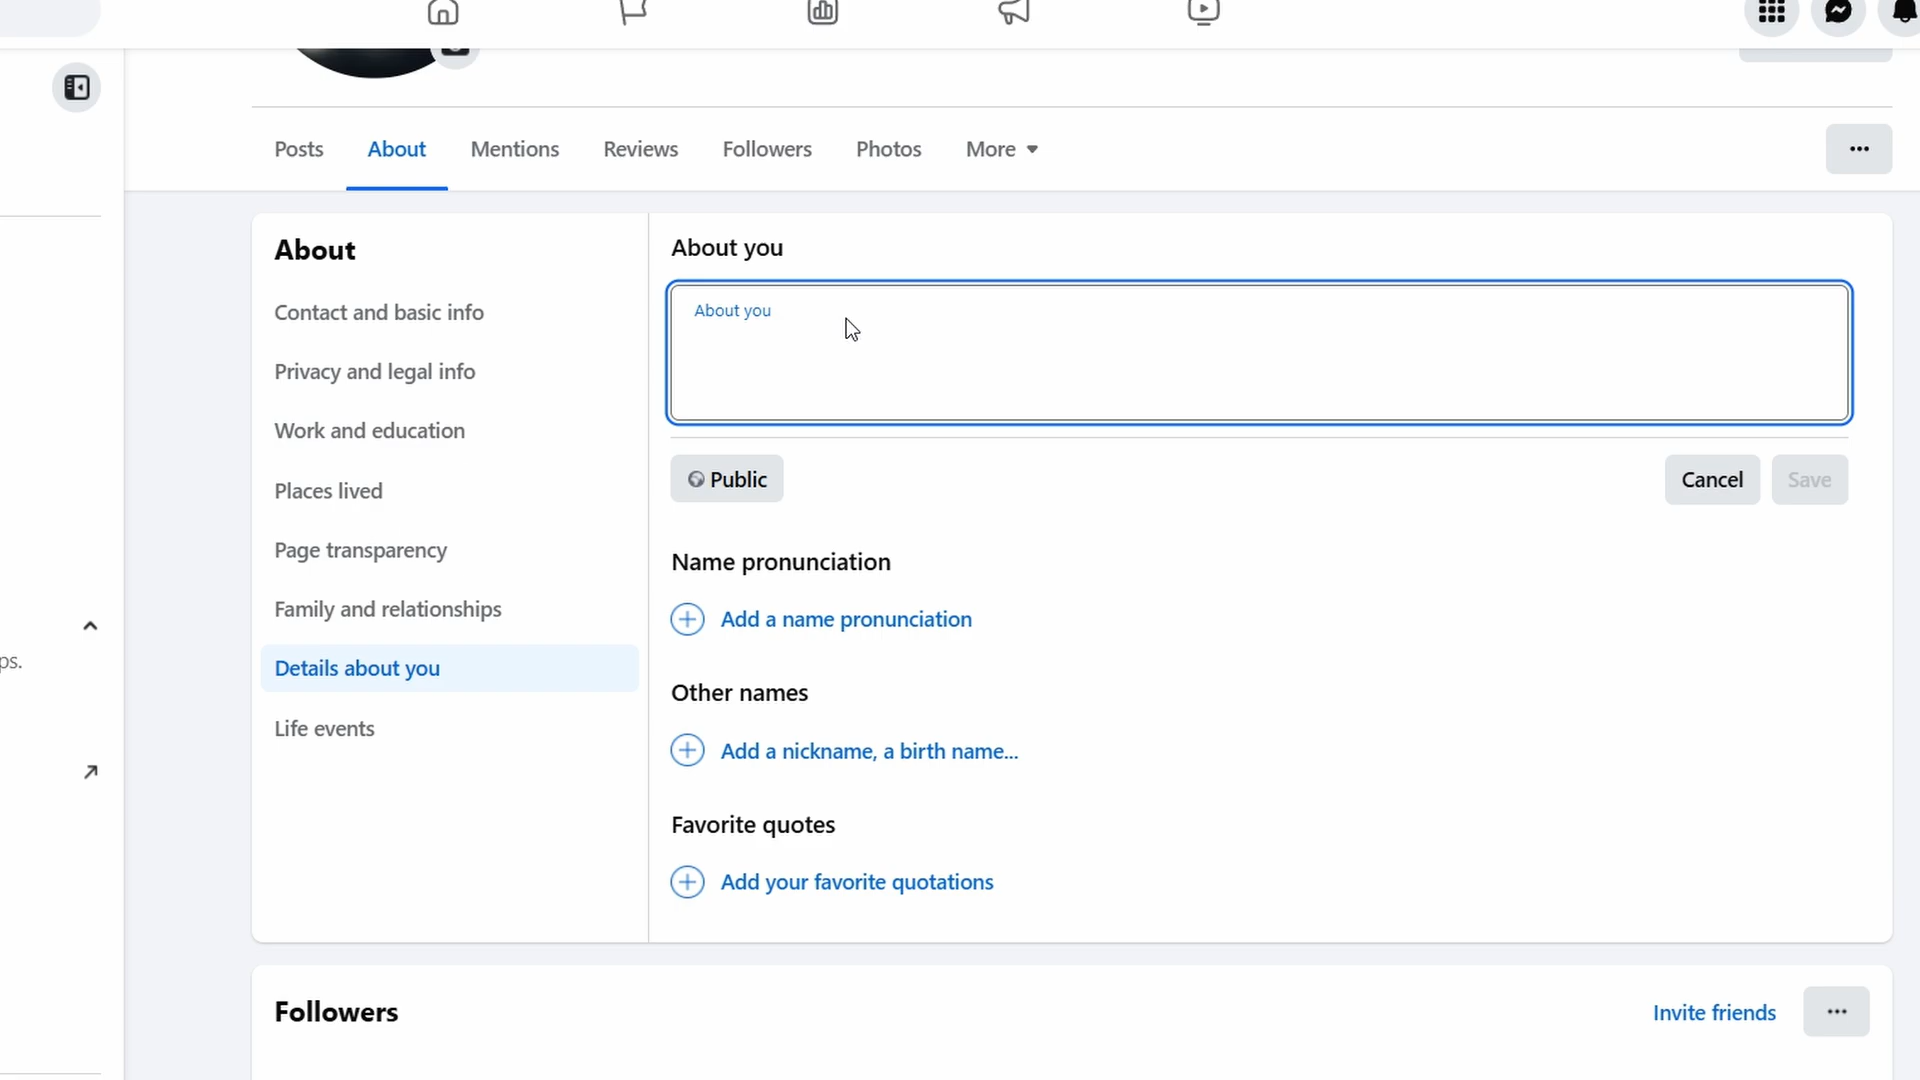 Posts
About
Mentions
Reviews
Followers
Photos
More
About
Contact and basic info
Privacy and legal info
Work and education
Places lived
Page transparency
Family and relationships
Details about you
Life events
ps.
About you
About you
Public
Cancel
Save
Name pronunciation
Add a name pronunciation
Other names
Add a nickname, a birth name...
Favorite quotes
Add your favorite quotations
Followers
Invite friends